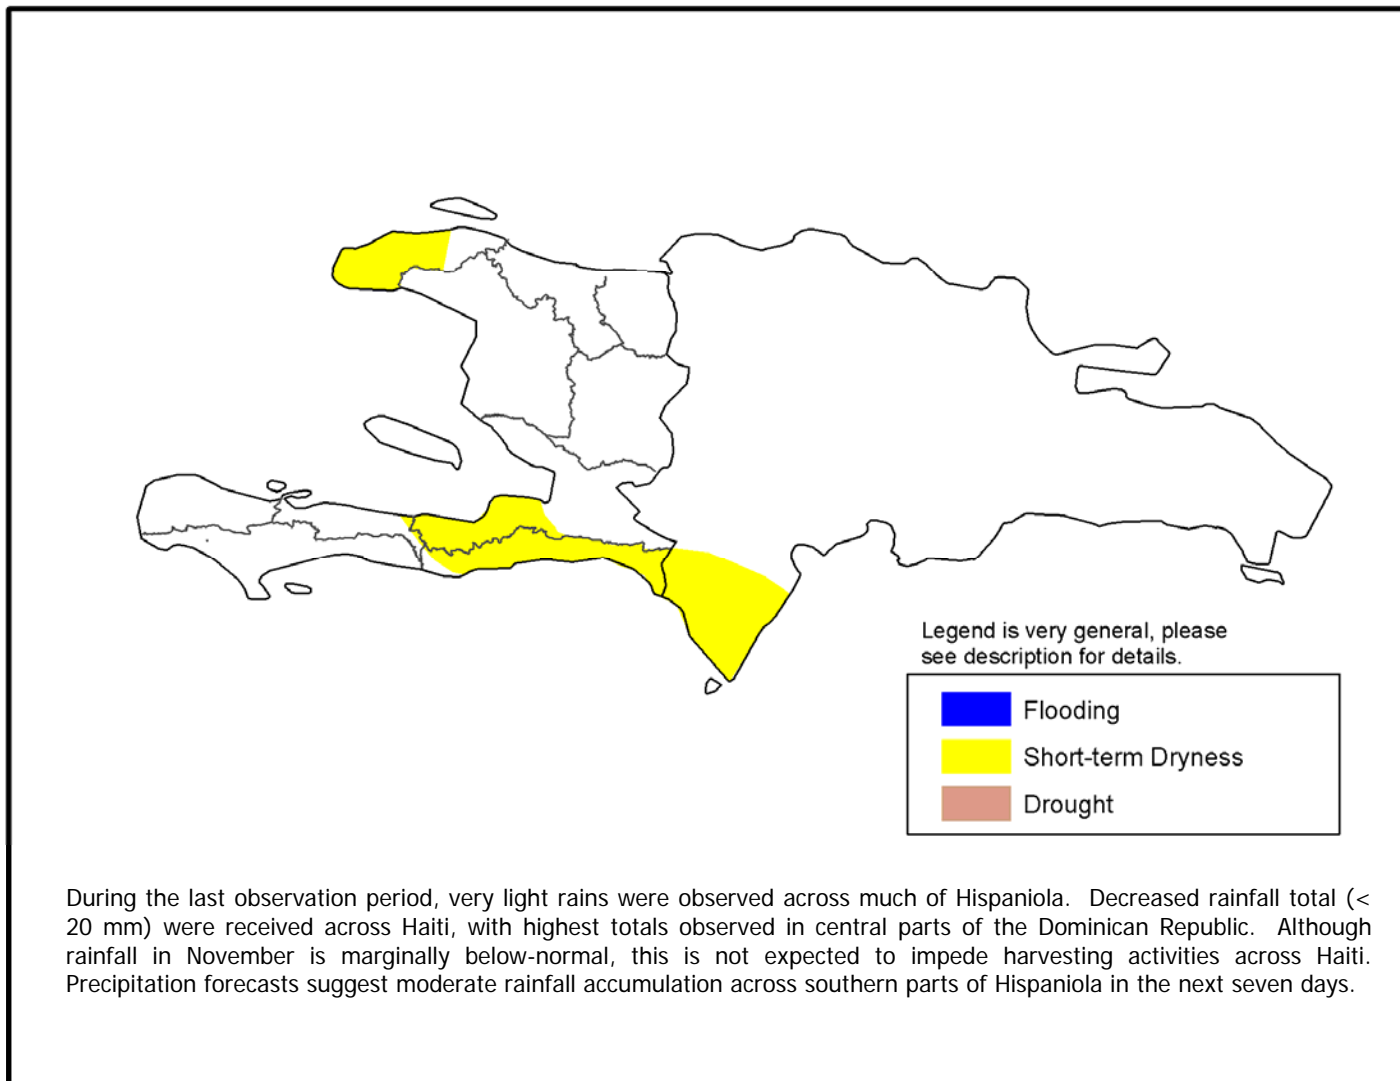 Legend is very general, please
see description for details.
Flooding
Short-term Dryness
Drought
During the last observation period, very light rains were observed across much of Hispaniola. Decreased rainfall total (<
20 mm) were received across Haiti, with highest totals observed in central parts of the Dominican Republic. Although
rainfall in November is marginally below-normal, this is not expected to impede harvesting activities across Haiti.
Precipitation forecasts suggest moderate rainfall accumulation across southern parts of Hispaniola in the next seven days.